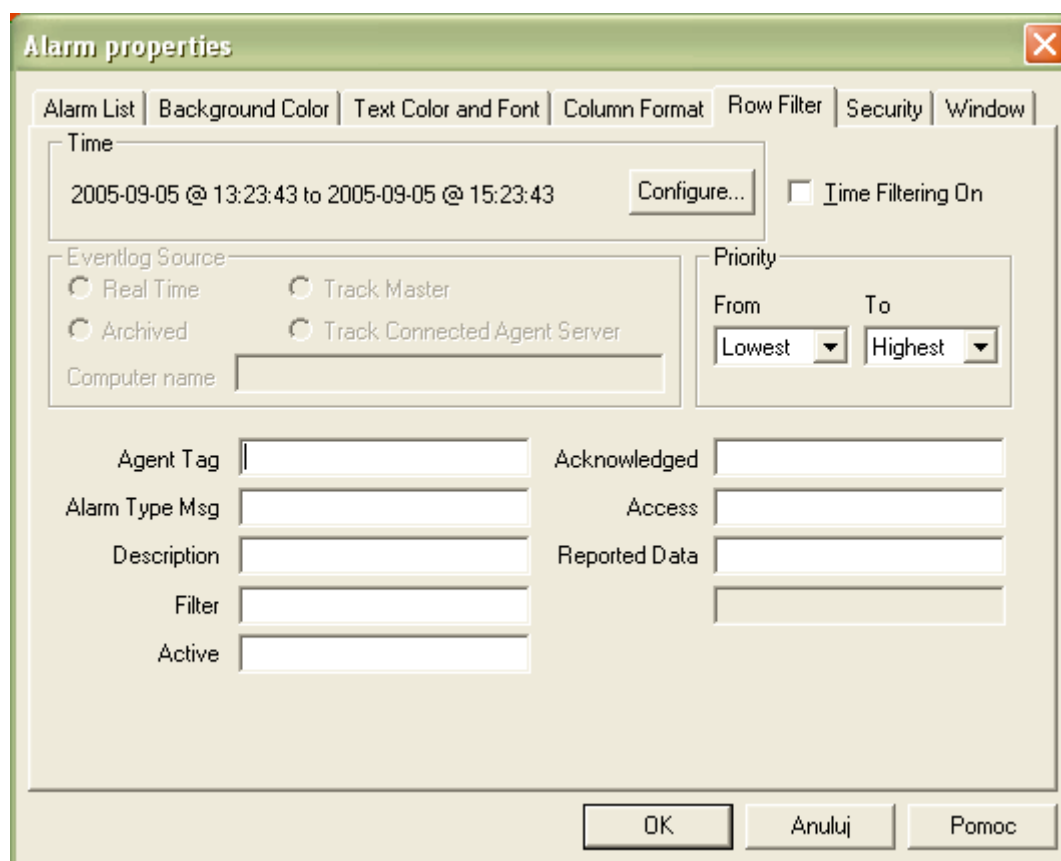 Alarm properties
Alarm List Background Color Text Color and Font Column Format Row Filter Security Window
Time
2005-09-05 @ 13:23:43 to 2005-09-05 @ 15:23:43 Configure... Time Filtering On
Eventlog Source
Real Time Track Master
Archived Track Connected Agent Server
Computer name
Priority
From To
Lowest Highest
Agent Tag Acknowledged
Alarm Type Msg Access
Description Reported Data
Filter
Active
OK Anuluj Pomoc